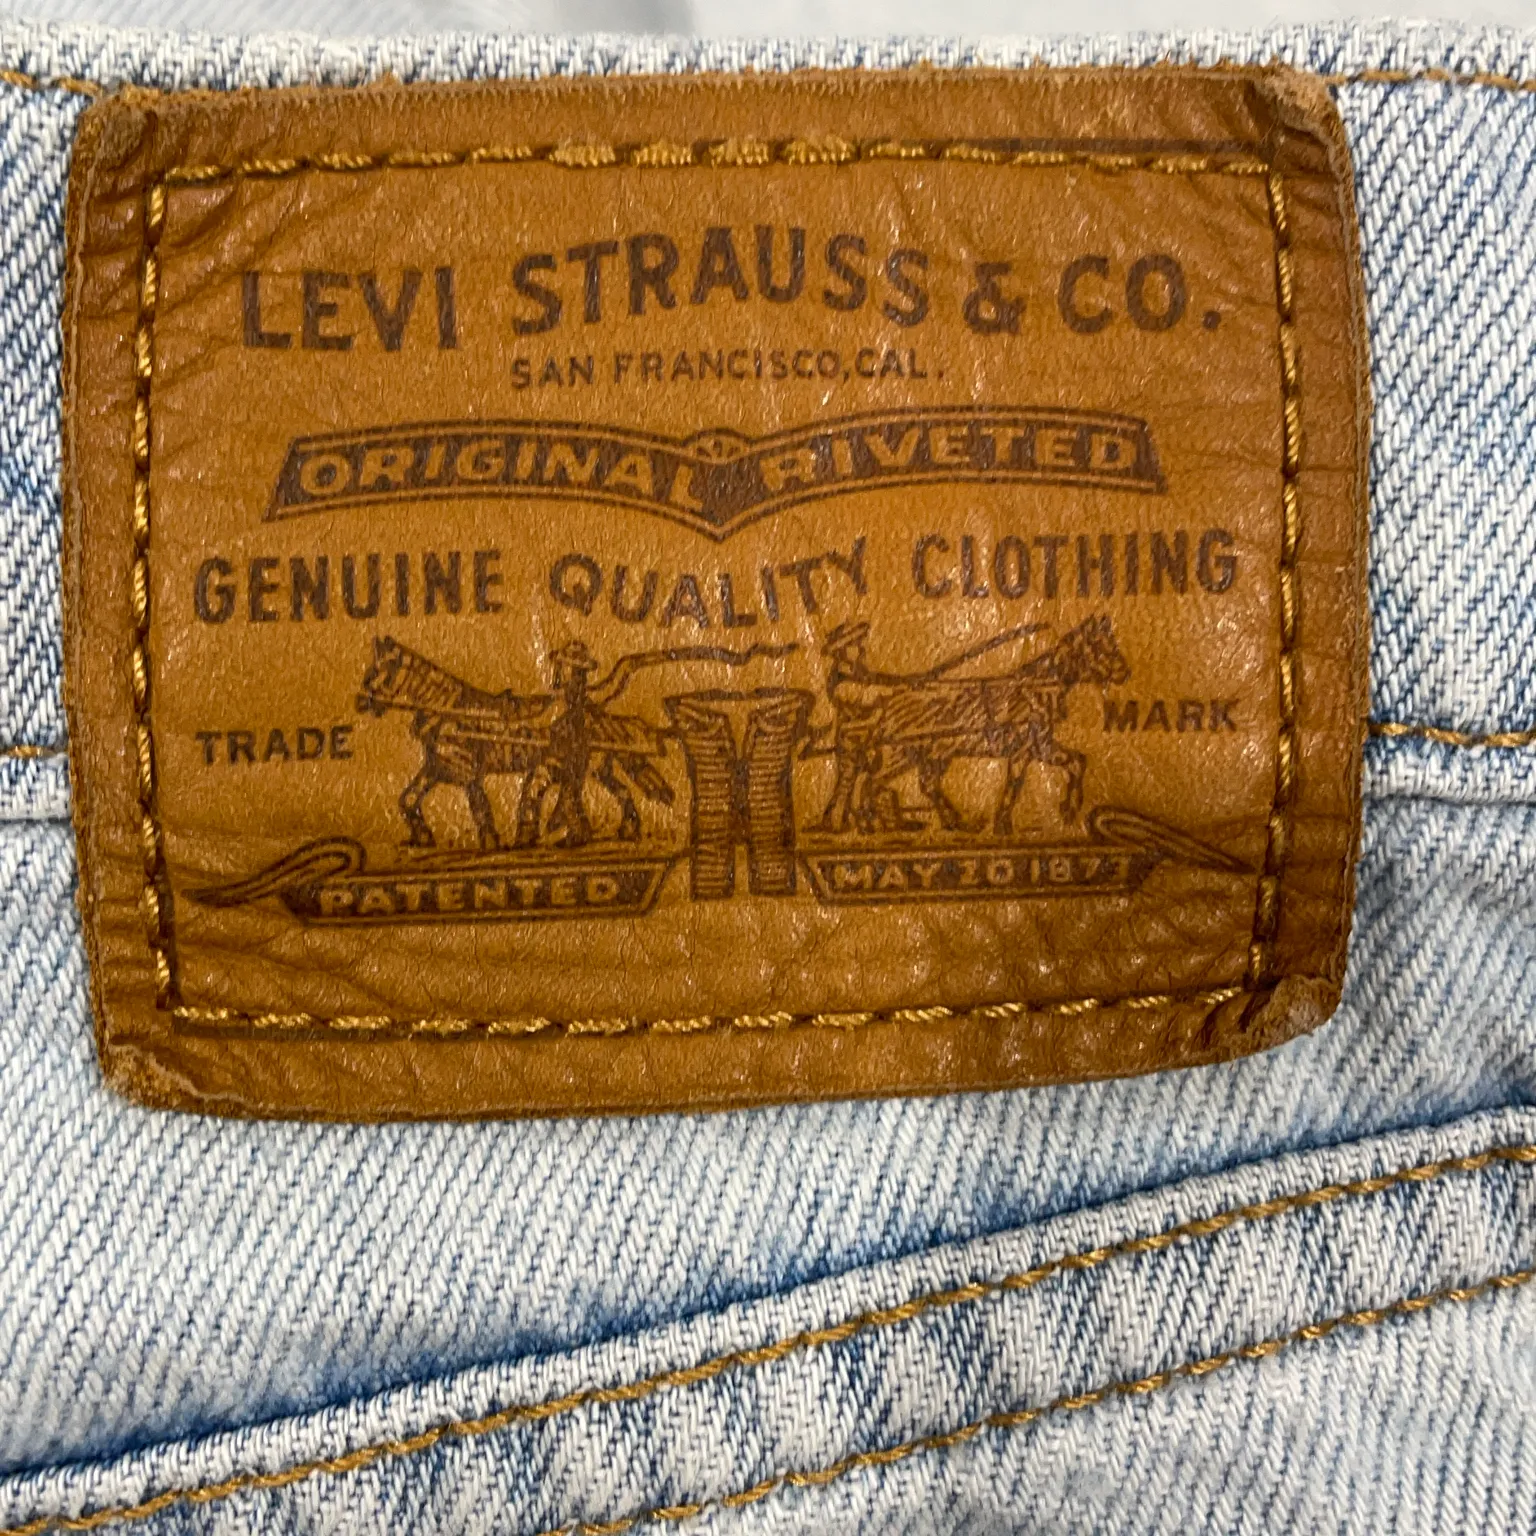 LEVI STRAUSS & CO.
SAN FRANCISCO, CAL.
ORIGINAL RIVETED
GENUINE QUALITY CLOTHING
TRADE MARK
PATENTED MAY 20 1873